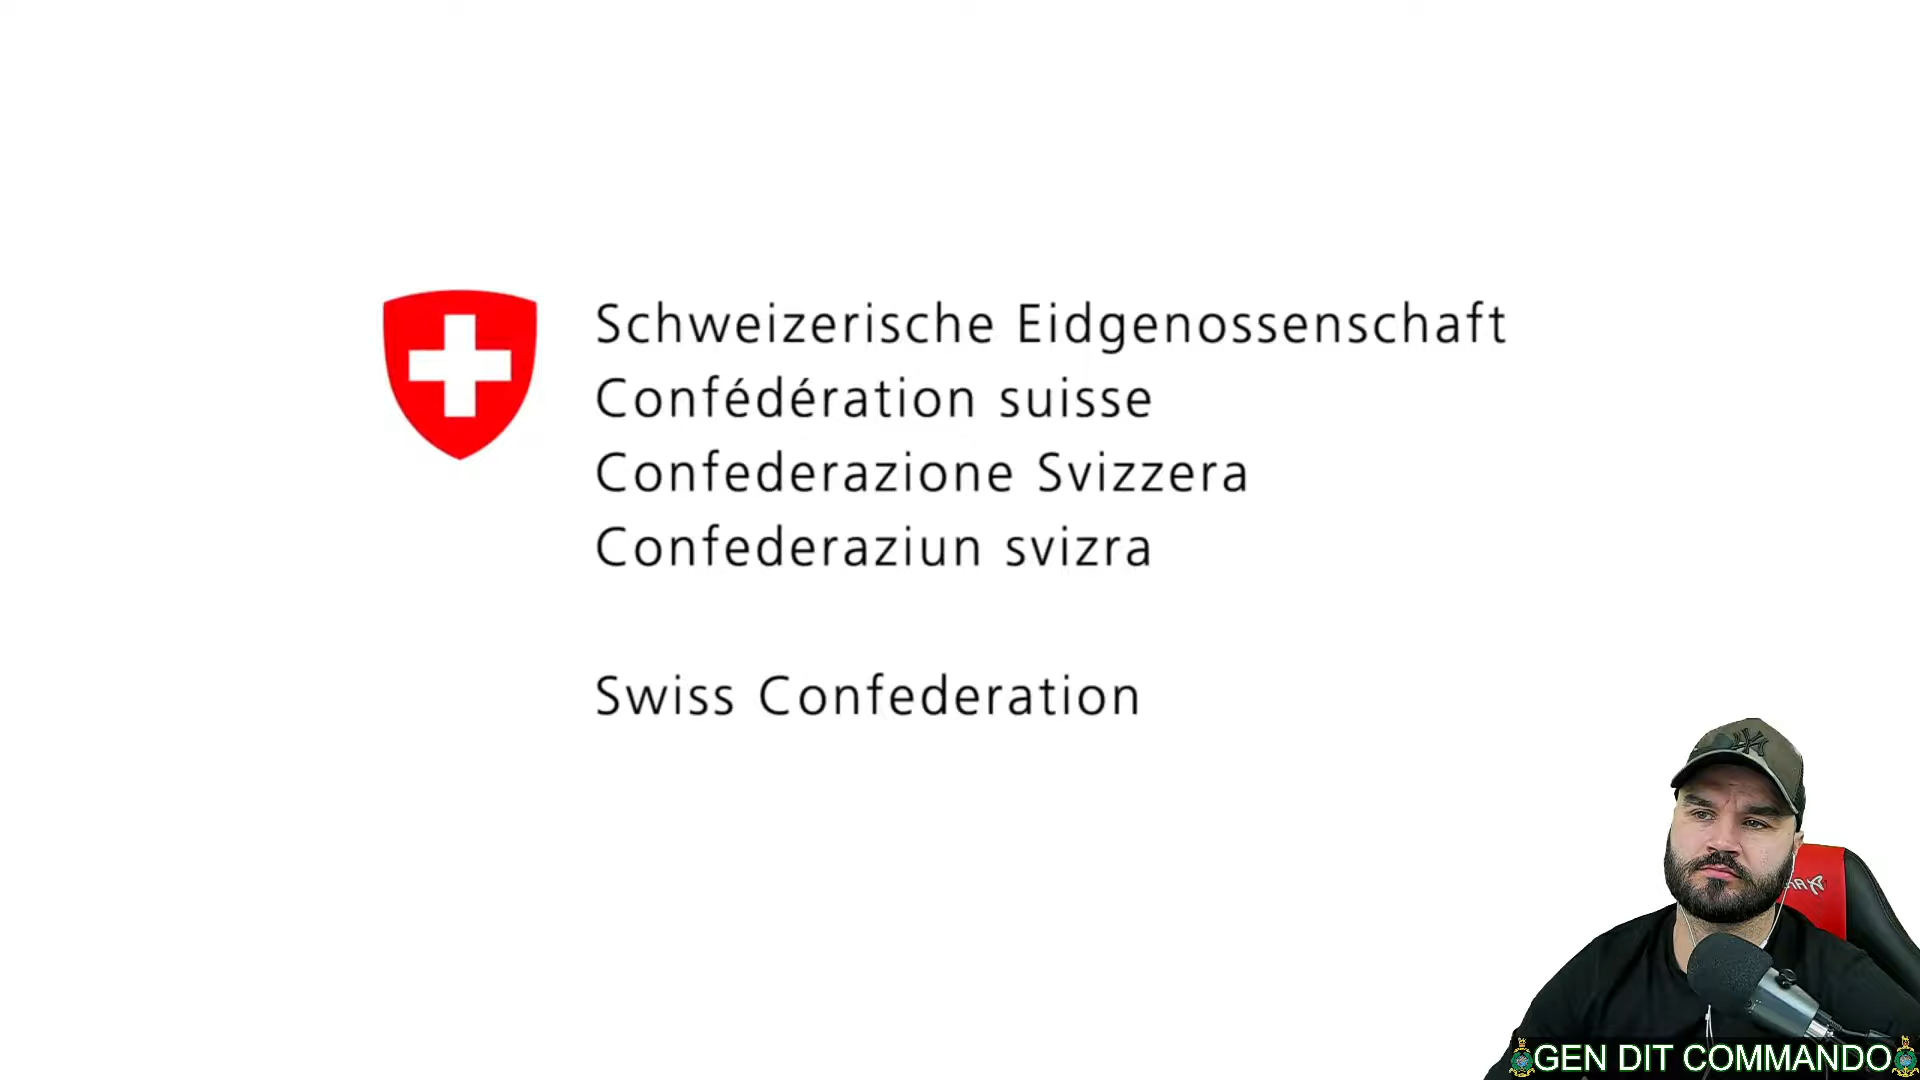 Schweizerische Eidgenossenschaft
Confédération suisse
Confederazione Svizzera
Confederaziun svizra
Swiss Confederation
GEN DIT COMMANDO